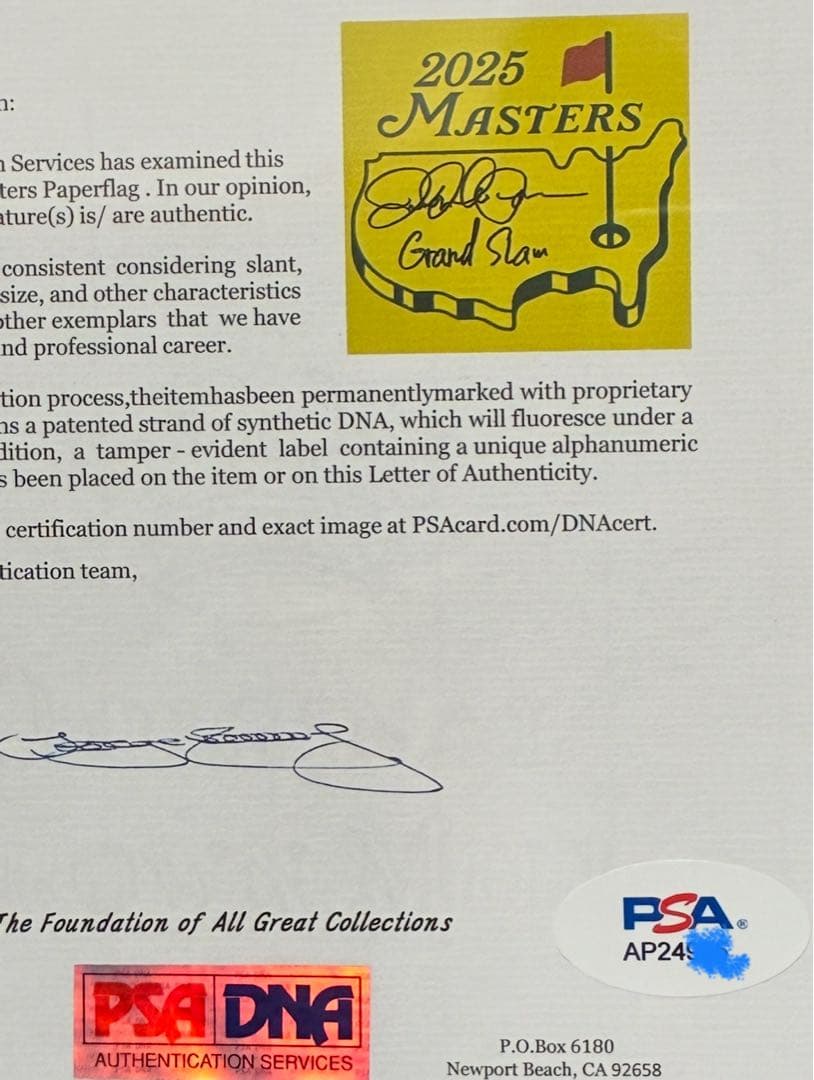 n:
2025
MASTERS
n Services has examined this
ters Paperflag . In our opinion,
ature(s) is/ are authentic.
Grand Slam
consistent considering slant,
size, and other characteristics
other exemplars that we have
nd professional career.
tion process,theitemhasbeen permanentlymarked with proprietary
ns a patented strand of synthetic DNA, which will fluoresce under a
dition, a tamper - evident label containing a unique alphanumeric
s been placed on the item or on this Letter of Authenticity.
certification number and exact image at PSAcard.com/DNAcert.
tication team,
The Foundation of All Great Collections
PSA®
AP249
PSA DNA
AUTHENTICATION SERVICES
P.O.Box 6180
Newport Beach, CA 92658